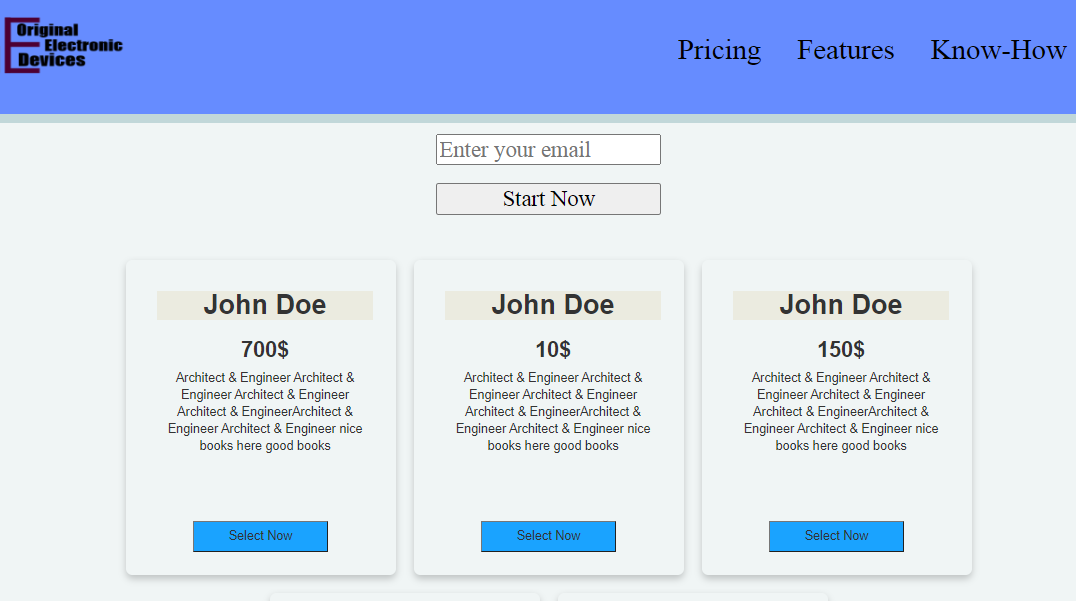 Original
Electronic
Devices
Pricing
Features
Know-How
Enter your email
Start Now
John Doe
700$
Architect & Engineer Architect &
Engineer Architect & Engineer
Architect & EngineerArchitect &
Engineer Architect & Engineer nice
books here good books
Select Now
John Doe
10$
Architect & Engineer Architect &
Engineer Architect & Engineer
Architect & EngineerArchitect &
Engineer Architect & Engineer nice
books here good books
Select Now
John Doe
150$
Architect & Engineer Architect &
Engineer Architect & Engineer
Architect & EngineerArchitect &
Engineer Architect & Engineer nice
books here good books
Select Now